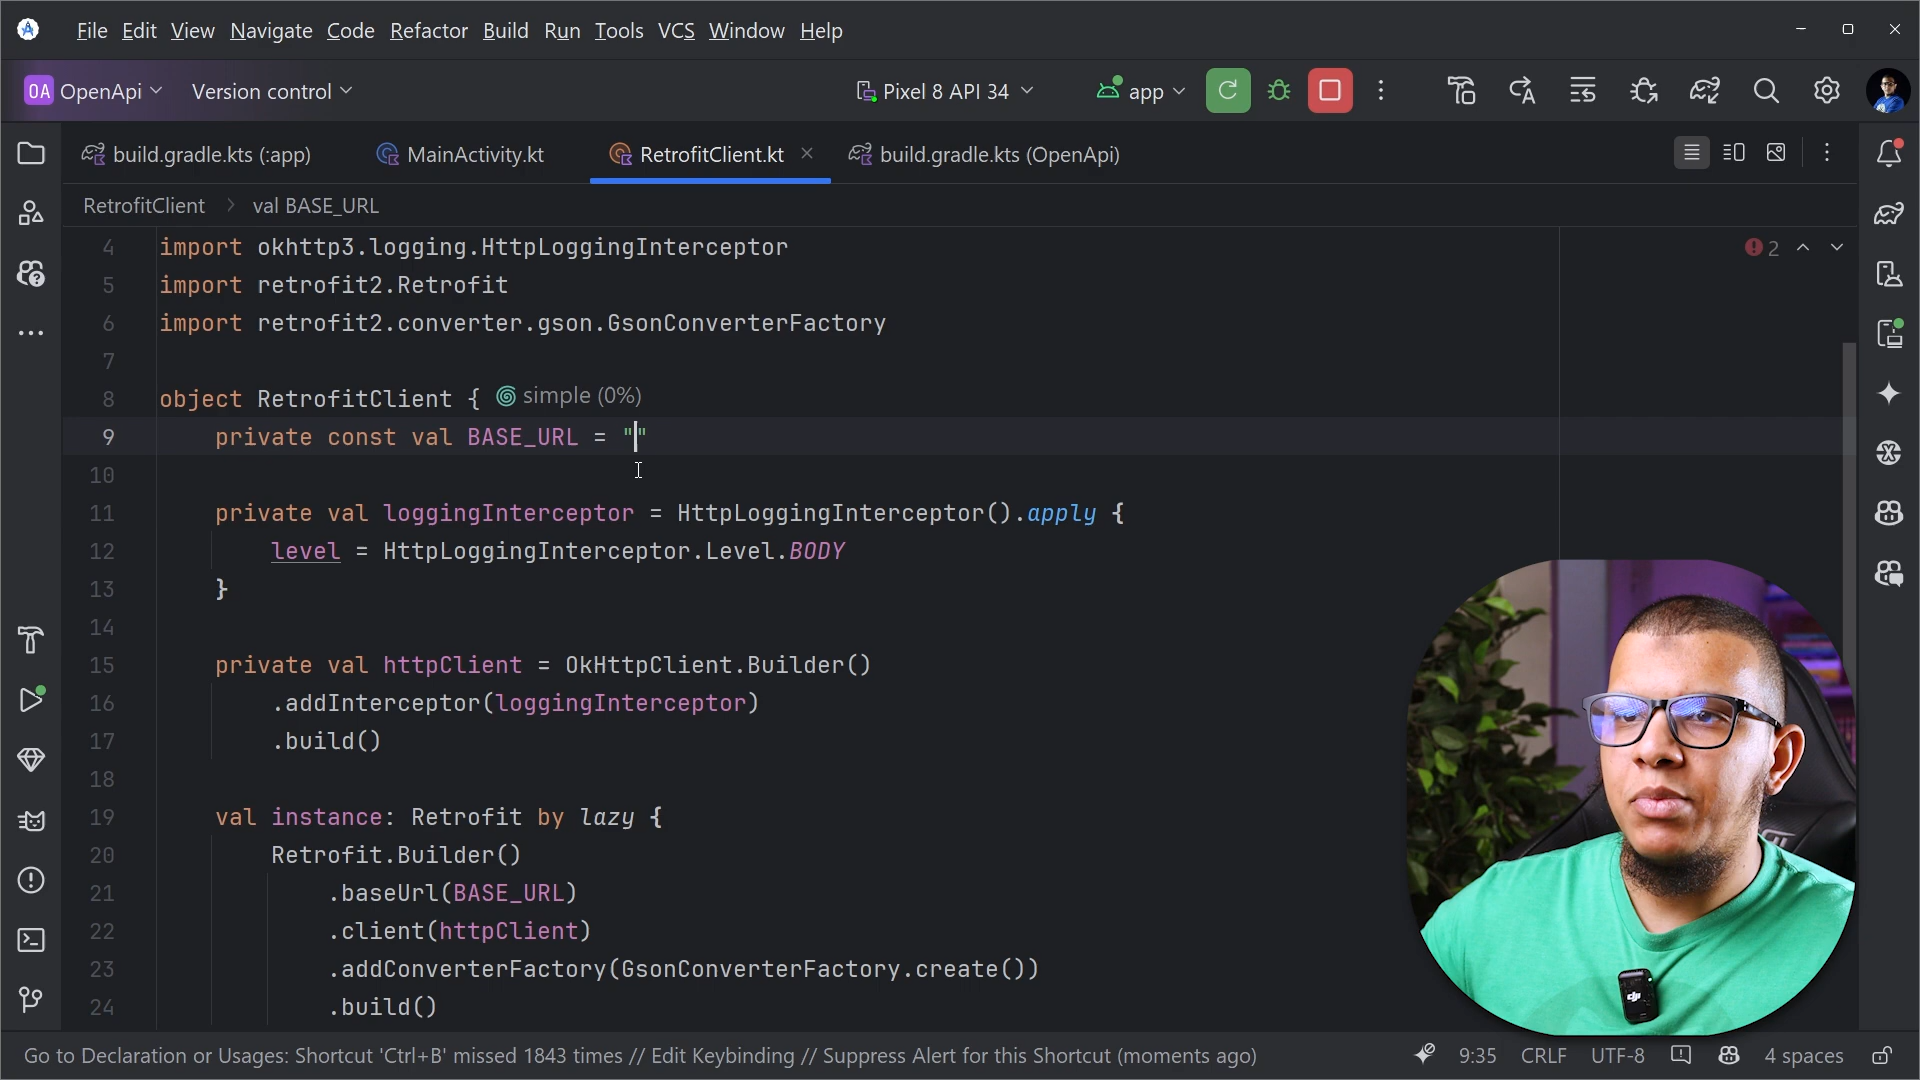 File Edit View Navigate Code Refactor Build Run Tools VCS Window Help
OA OpenApi Version control Pixel 8 API 34 app
build.gradle.kts (:app) MainActivity.kt RetrofitClient.kt build.gradle.kts (OpenApi)
RetrofitClient > val BASE_URL
4 import okhttp3.logging.HttpLoggingInterceptor 2
5 import retrofit2.Retrofit
6 import retrofit2.converter.gson.GsonConverterFactory
7
8 object RetrofitClient { simple (0%)
9 private const val BASE_URL = ""
10
11 private val loggingInterceptor = HttpLoggingInterceptor().apply {
12 level = HttpLoggingInterceptor.Level.BODY
13 }
14
15 private val httpClient = OkHttpClient.Builder()
16 .addInterceptor(loggingInterceptor)
17 .build()
18
19 val instance: Retrofit by lazy {
20 Retrofit.Builder()
21 .baseUrl(BASE_URL)
22 .client(httpClient)
23 .addConverterFactory(GsonConverterFactory.create())
24 .build()
dji
Go to Declaration or Usages: Shortcut 'Ctrl+B' missed 1843 times // Edit Keybinding // Suppress Alert for this Shortcut (moments ago) 9:35 CRLF UTF-8 4 spaces